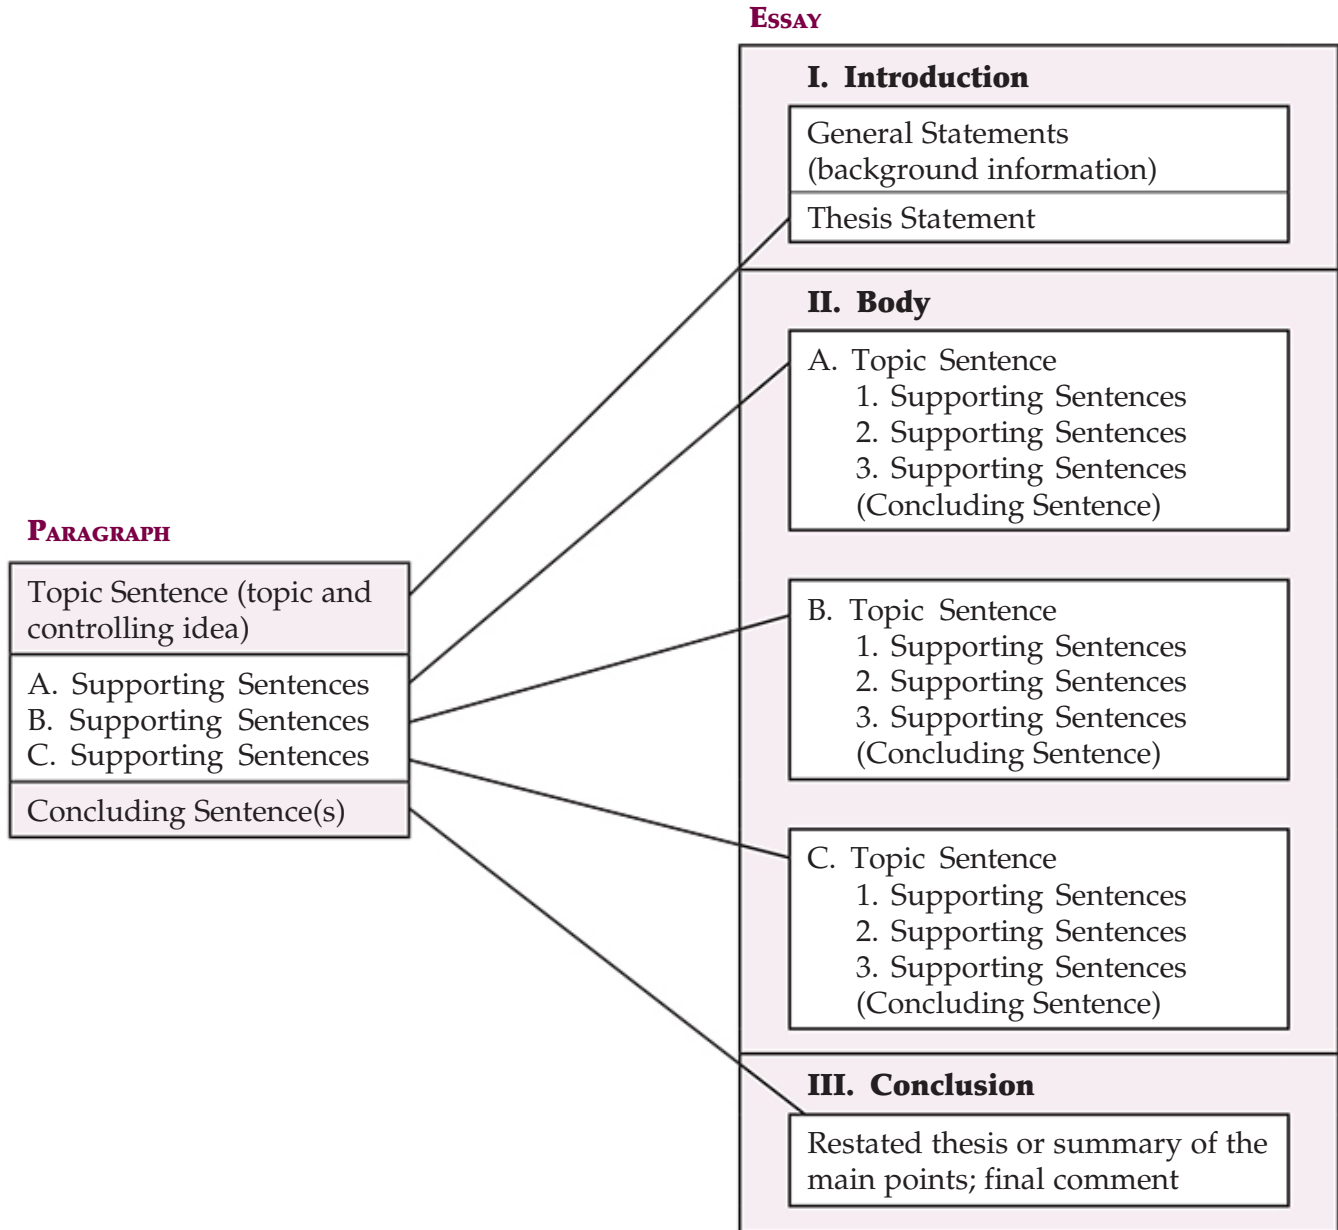 PARAGRAPH
Topic Sentence (topic and
controlling idea)
A. Supporting Sentences
B. Supporting Sentences
C. Supporting Sentences
Concluding Sentence(s)
ESSAY
I. Introduction
General Statements
(background information)
Thesis Statement
II. Body
A. Topic Sentence
1. Supporting Sentences
2. Supporting Sentences
3. Supporting Sentences
(Concluding Sentence)
B. Topic Sentence
1. Supporting Sentences
2. Supporting Sentences
3. Supporting Sentences
(Concluding Sentence)
C. Topic Sentence
1. Supporting Sentences
2. Supporting Sentences
3. Supporting Sentences
(Concluding Sentence)
III. Conclusion
Restated thesis or summary of the
main points; final comment